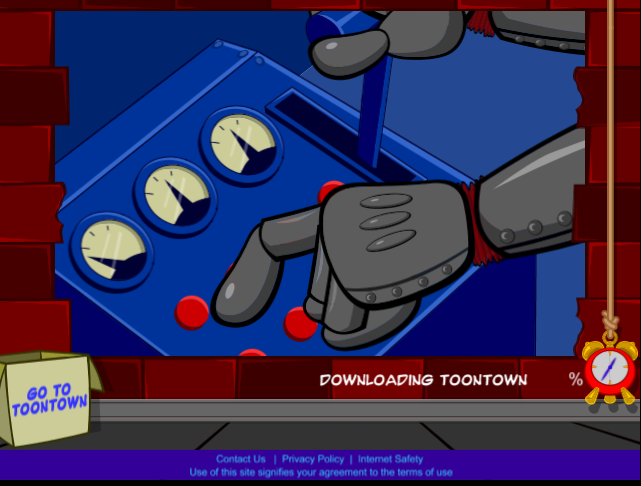 DOWNLOADING TOONTOWN %
GO TO
TOONTOWN
Contact Us | Privacy Policy | Internet Safety
Use of this site signifies your agreement to the terms of use